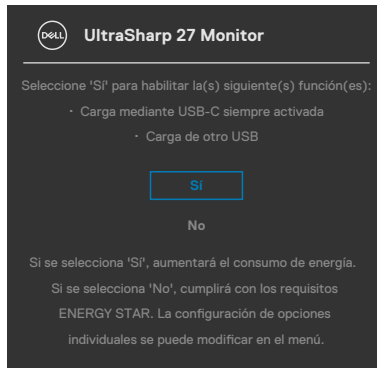 DELL UltraSharp 27 Monitor
Seleccione 'Sí' para habilitar la(s) siguiente(s) función(es):
· Carga mediante USB-C siempre activada
· Carga de otro USB
Sí
No
Si se selecciona 'Sí', aumentará el consumo de energía.
Si se selecciona 'No', cumplirá con los requisitos
ENERGY STAR. La configuración de opciones
individuales se puede modificar en el menú.